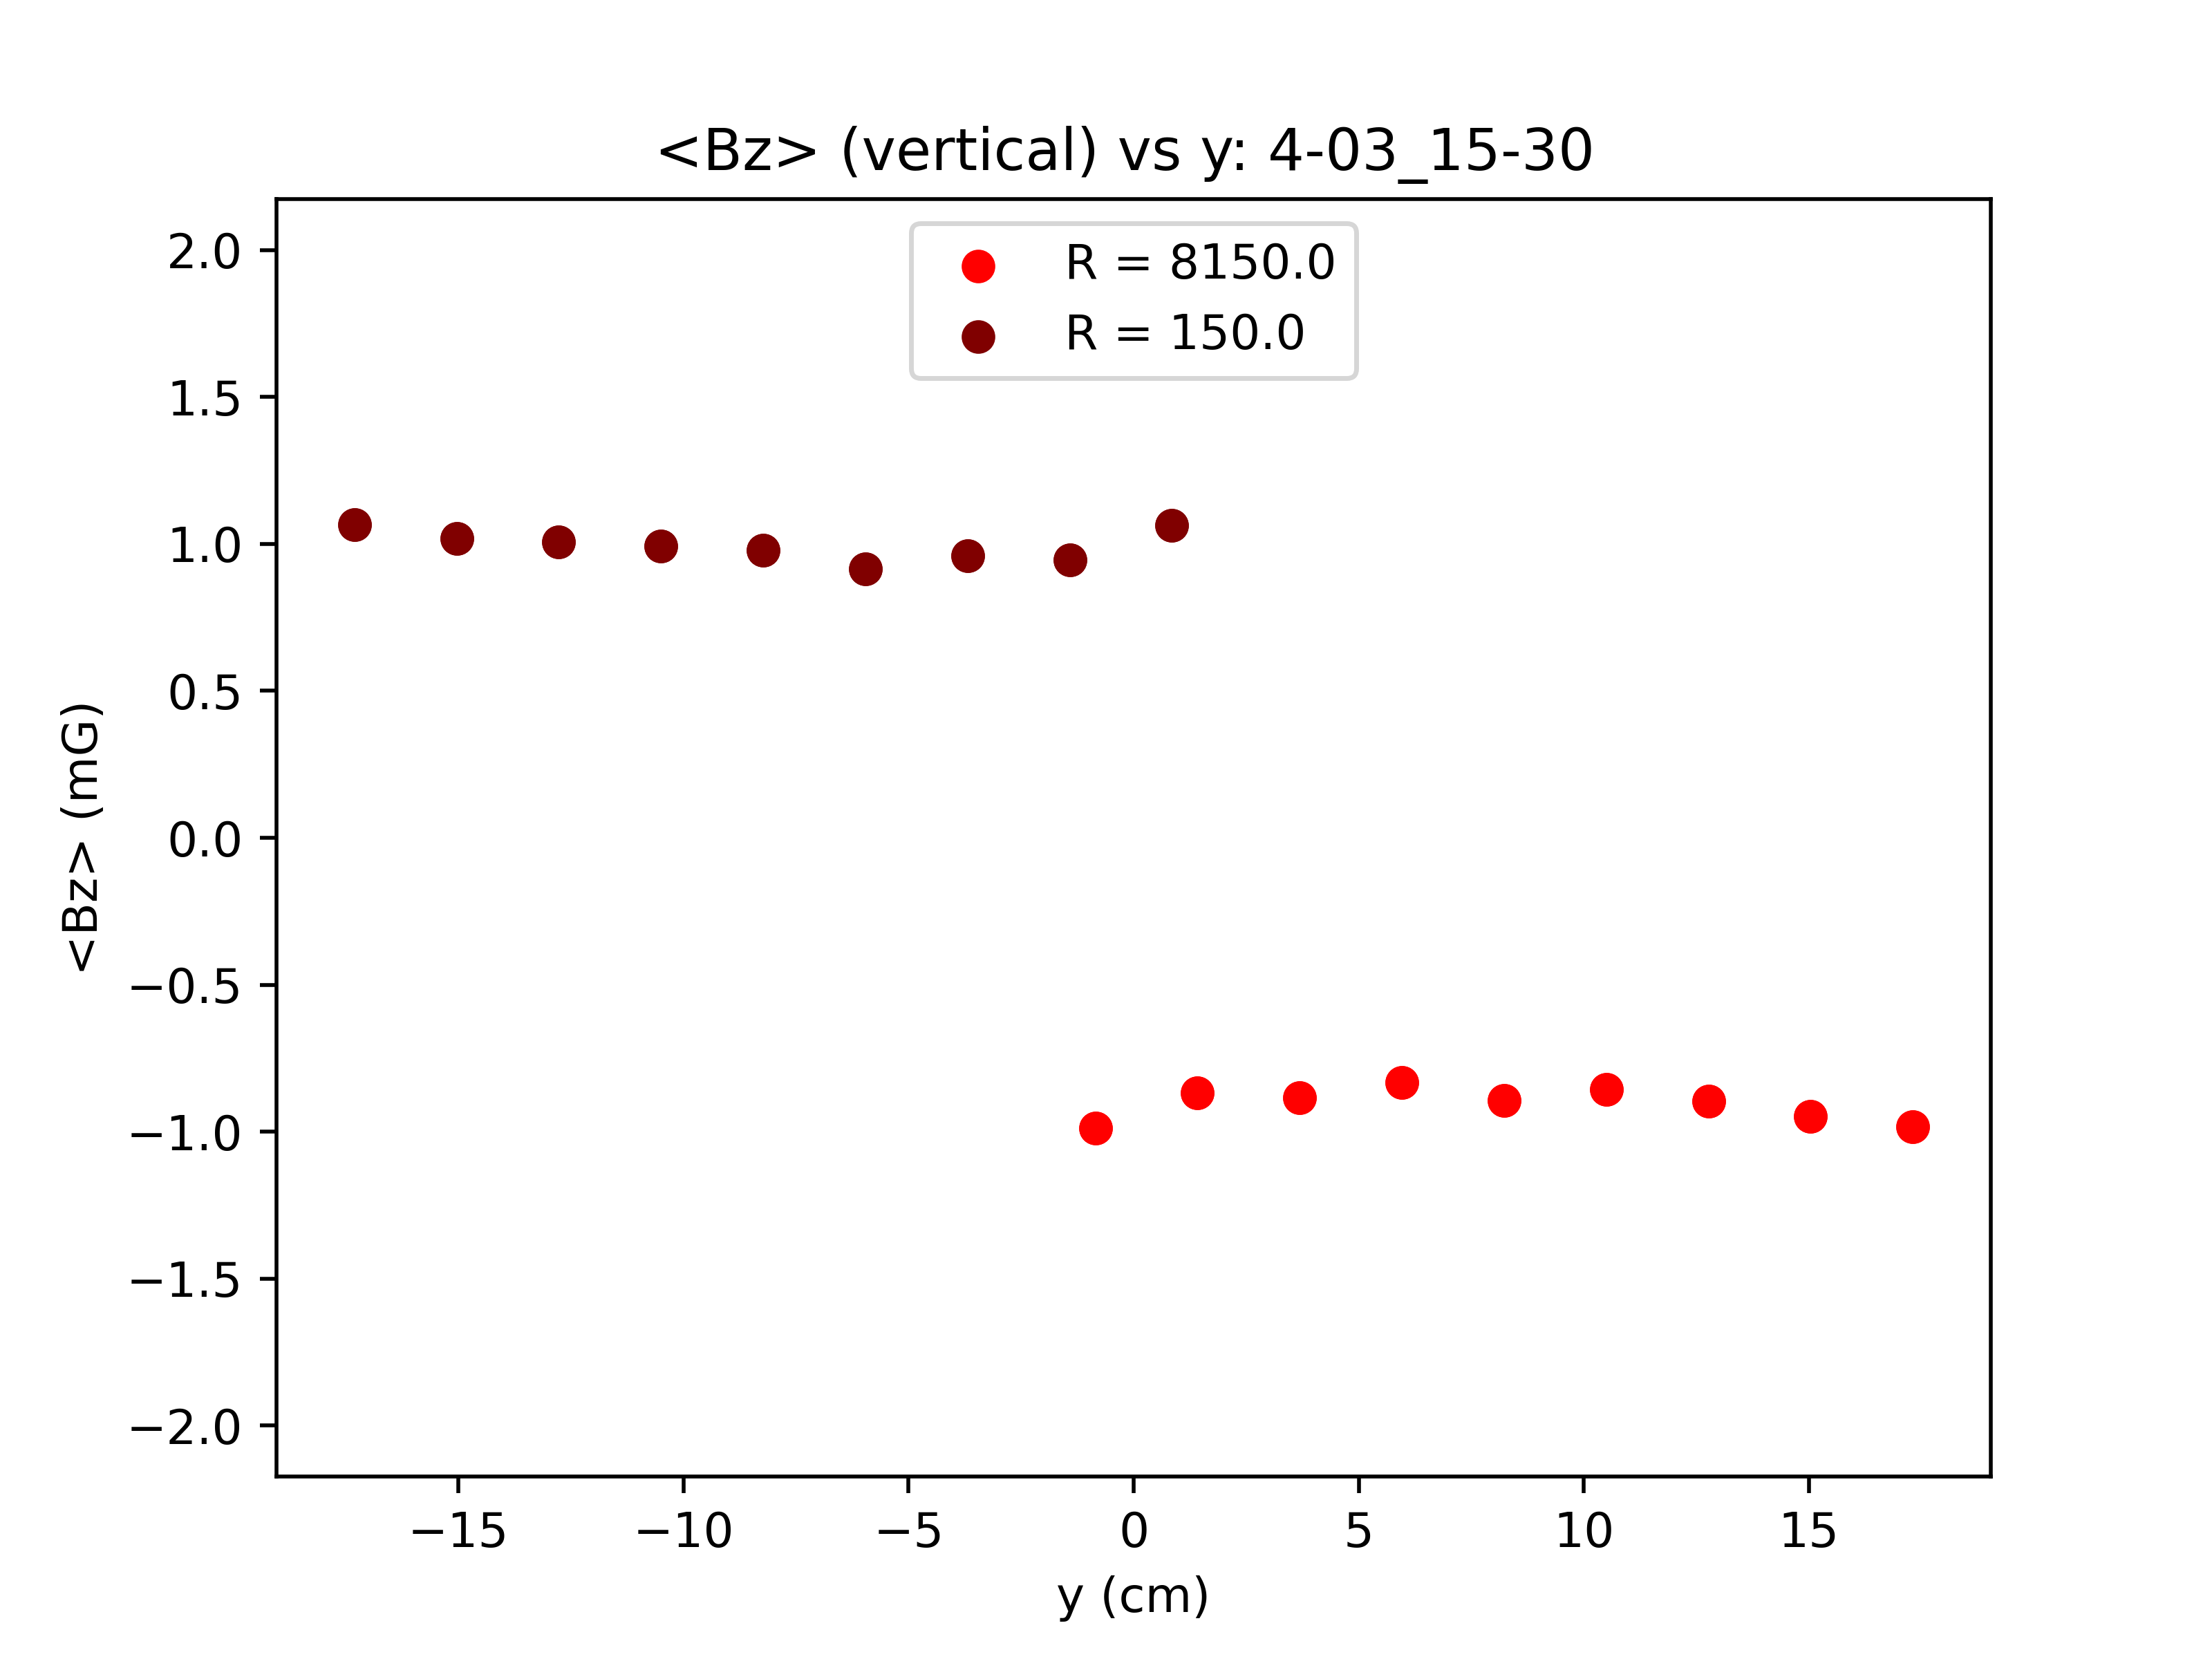 <Bz> (vertical) vs y: 4-03_15-30
R = 8150.0
R = 150.0
2.0
1.5
1.0
0.5
0.0
−0.5
−1.0
−1.5
−2.0
<Bz> (mG)
−15 −10 −5 0 5 10 15
y (cm)